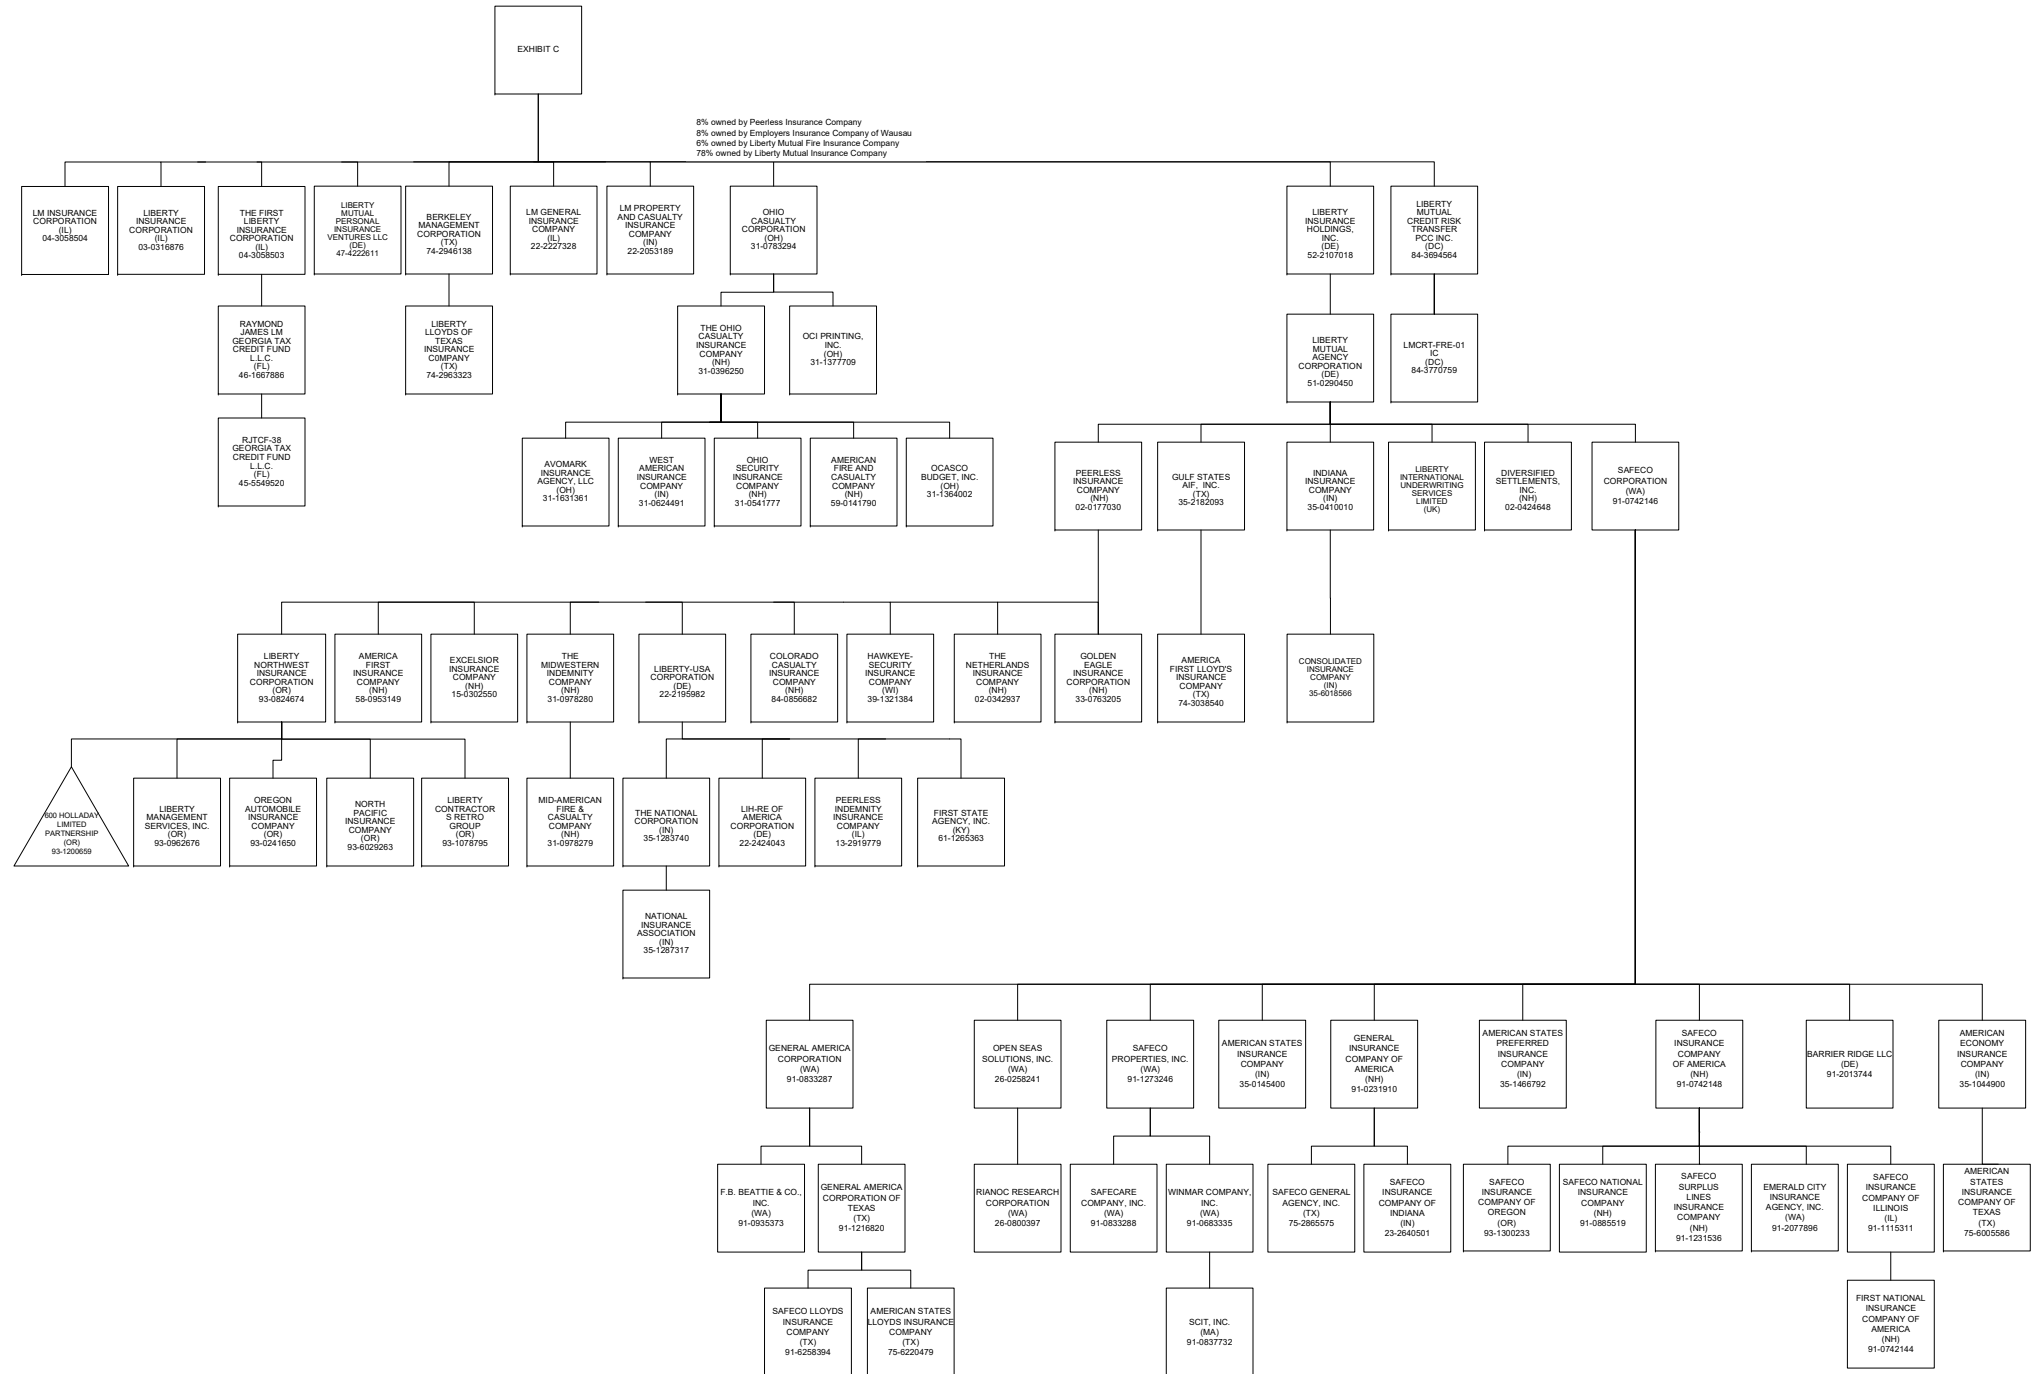 EXHIBIT C
8% owned by Peerless Insurance Company
8% owned by Employers Insurance Company of Wausau
6% owned by Liberty Mutual Fire Insurance Company
78% owned by Liberty Mutual Insurance Company
LM INSURANCE
CORPORATION
(IL)
04-3058504
LIBERTY
INSURANCE
CORPORATION
(IL)
03-0316876
THE FIRST
LIBERTY
INSURANCE
CORPORATION
(IL)
04-3058503
LIBERTY
MUTUAL
PERSONAL
INSURANCE
VENTURES LLC
(DE)
47-4222611
BERKELEY
MANAGEMENT
CORPORATION
(TX)
74-2946138
LM GENERAL
INSURANCE
COMPANY
(IL)
22-2227328
LM PROPERTY
AND CASUALTY
INSURANCE
COMPANY
(IN)
22-2053189
OHIO
CASUALTY
CORPORATION
(OH)
31-0783294
LIBERTY
INSURANCE
HOLDINGS,
INC.
(DE)
52-2107018
LIBERTY
MUTUAL
CREDIT RISK
TRANSFER
PCC INC.
(DC)
84-3694564
RAYMOND
JAMES LM
GEORGIA TAX
CREDIT FUND
L.L.C.
(FL)
46-1667886
LIBERTY
LLOYDS OF
TEXAS
INSURANCE
C0MPANY
(TX)
74-2963323
THE OHIO
CASUALTY
INSURANCE
COMPANY
(NH)
31-0396250
OCI PRINTING,
INC.
(OH)
31-1377709
LIBERTY
MUTUAL
AGENCY
CORPORATION
(DE)
51-0290450
LMCRT-FRE-01
IC
(DC)
84-3770759
RJTCF-38
GEORGIA TAX
CREDIT FUND
L.L.C.
(FL)
45-5549520
AVOMARK
INSURANCE
AGENCY, LLC
(OH)
31-1631361
WEST
AMERICAN
INSURANCE
COMPANY
(IN)
31-0624491
OHIO
SECURITY
INSURANCE
COMPANY
(NH)
31-0541777
AMERICAN
FIRE AND
CASUALTY
COMPANY
(NH)
59-0141790
OCASCO
BUDGET, INC.
(OH)
31-1364002
PEERLESS
INSURANCE
COMPANY
(NH)
02-0177030
GULF STATES
AIF, INC.
(TX)
35-2182093
INDIANA
INSURANCE
COMPANY
(IN)
35-0410010
LIBERTY
INTERNATIONAL
UNDERWRITING
SERVICES
LIMITED
(UK)
DIVERSIFIED
SETTLEMENTS,
INC.
(NH)
02-0424648
SAFECO
CORPORATION
(WA)
91-0742146
LIBERTY
NORTHWEST
INSURANCE
CORPORATION
(OR)
93-0824674
AMERICA
FIRST
INSURANCE
COMPANY
(NH)
58-0953149
EXCELSIOR
INSURANCE
COMPANY
(NH)
15-0302550
THE
MIDWESTERN
INDEMNITY
COMPANY
(NH)
31-0978280
LIBERTY-USA
CORPORATION
(DE)
22-2195982
COLORADO
CASUALTY
INSURANCE
COMPANY
(NH)
84-0856682
HAWKEYE-
SECURITY
INSURANCE
COMPANY
(WI)
39-1321384
THE
NETHERLANDS
INSURANCE
COMPANY
(NH)
02-0342937
GOLDEN
EAGLE
INSURANCE
CORPORATION
(NH)
33-0763205
AMERICA
FIRST LLOYD'S
INSURANCE
COMPANY
(TX)
74-3038540
CONSOLIDATED
INSURANCE
COMPANY
(IN)
35-6018566
600 HOLLADAY
LIMITED
PARTNERSHIP
(OR)
93-1200659
LIBERTY
MANAGEMENT
SERVICES, INC.
(OR)
93-0962676
OREGON
AUTOMOBILE
INSURANCE
COMPANY
(OR)
93-0241650
NORTH
PACIFIC
INSURANCE
COMPANY
(OR)
93-6029263
LIBERTY
CONTRACTOR
S RETRO
GROUP
(OR)
93-1078795
MID-AMERICAN
FIRE &
CASUALTY
COMPANY
(NH)
31-0978279
THE NATIONAL
CORPORATION
(IN)
35-1283740
LIH-RE OF
AMERICA
CORPORATION
(DE)
22-2424043
PEERLESS
INDEMNITY
INSURANCE
COMPANY
(IL)
13-2919779
FIRST STATE
AGENCY, INC.
(KY)
61-1265363
NATIONAL
INSURANCE
ASSOCIATION
(IN)
35-1287317
GENERAL AMERICA
CORPORATION
(WA)
91-0833287
OPEN SEAS
SOLUTIONS, INC.
(WA)
26-0258241
SAFECO
PROPERTIES, INC.
(WA)
91-1273246
AMERICAN STATES
INSURANCE
COMPANY
(IN)
35-0145400
GENERAL
INSURANCE
COMPANY OF
AMERICA
(NH)
91-0231910
AMERICAN STATES
PREFERRED
INSURANCE
COMPANY
(IN)
35-1466792
SAFECO
INSURANCE
COMPANY
OF AMERICA
(NH)
91-0742148
BARRIER RIDGE LLC
(DE)
91-2013744
AMERICAN
ECONOMY
INSURANCE
COMPANY
(IN)
35-1044900
F.B. BEATTIE & CO.,
INC.
(WA)
91-0935373
GENERAL AMERICA
CORPORATION OF
TEXAS
(TX)
91-1216820
RIANOC RESEARCH
CORPORATION
(WA)
26-0800397
SAFECARE
COMPANY, INC.
(WA)
91-0833288
WINMAR COMPANY,
INC.
(WA)
91-0683335
SAFECO GENERAL
AGENCY, INC.
(TX)
75-2865575
SAFECO
INSURANCE
COMPANY OF
INDIANA
(IN)
23-2640501
SAFECO
INSURANCE
COMPANY OF
OREGON
(OR)
93-1300233
SAFECO NATIONAL
INSURANCE
COMPANY
(NH)
91-0885519
SAFECO
SURPLUS
LINES
INSURANCE
COMPANY
(NH)
91-1231536
EMERALD CITY
INSURANCE
AGENCY, INC.
(WA)
91-2077896
SAFECO
INSURANCE
COMPANY OF
ILLINOIS
(IL)
91-1115311
AMERICAN
STATES
INSURANCE
COMPANY OF
TEXAS
(TX)
75-6005586
SAFECO LLOYDS
INSURANCE
COMPANY
(TX)
91-6258394
AMERICAN STATES
LLOYDS INSURANCE
COMPANY
(TX)
75-6220479
SCIT, INC.
(MA)
91-0837732
FIRST NATIONAL
INSURANCE
COMPANY OF
AMERICA
(NH)
91-0742144